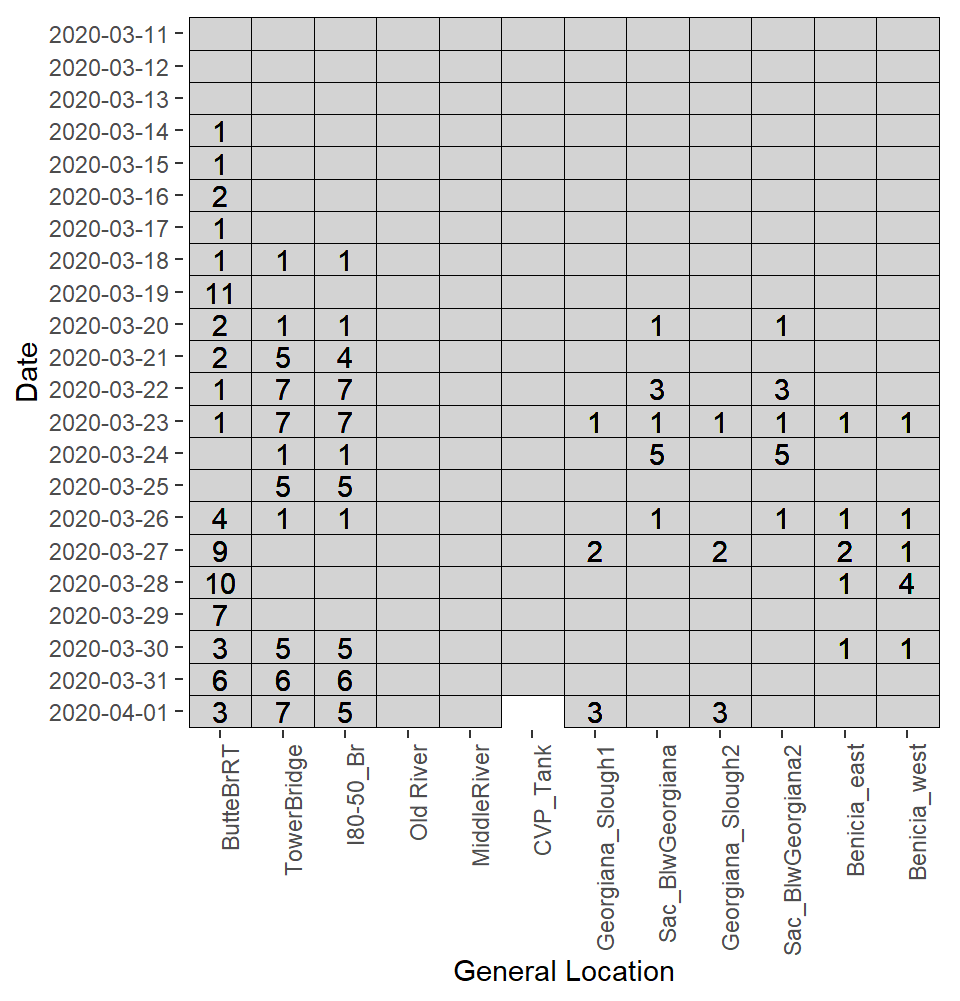 2020-03-11
2020-03-12
2020-03-13
2020-03-14 1
2020-03-15 1
2020-03-16 2
2020-03-17 1
2020-03-18 1 1 1
2020-03-19 11
2020-03-20 2 1 1 1 1
2020-03-21 2 5 4
2020-03-22 1 7 7 3 3
2020-03-23 1 7 7 1 1 1 1 1 1
2020-03-24 1 1 5 5
2020-03-25 5 5
2020-03-26 4 1 1 1 1 1 1
2020-03-27 9 2 2 2 1
2020-03-28 10 1 4
2020-03-29 7
2020-03-30 3 5 5 1 1
2020-03-31 6 6 6
2020-04-01 3 7 5 3 3
Date
ButteBrRT
TowerBridge
I80-50_Br
Old River
MiddleRiver
CVP_Tank
Georgiana_Slough1
Sac_BlwGeorgiana
Georgiana_Slough2
Sac_BlwGeorgiana2
Benicia_east
Benicia_west
General Location